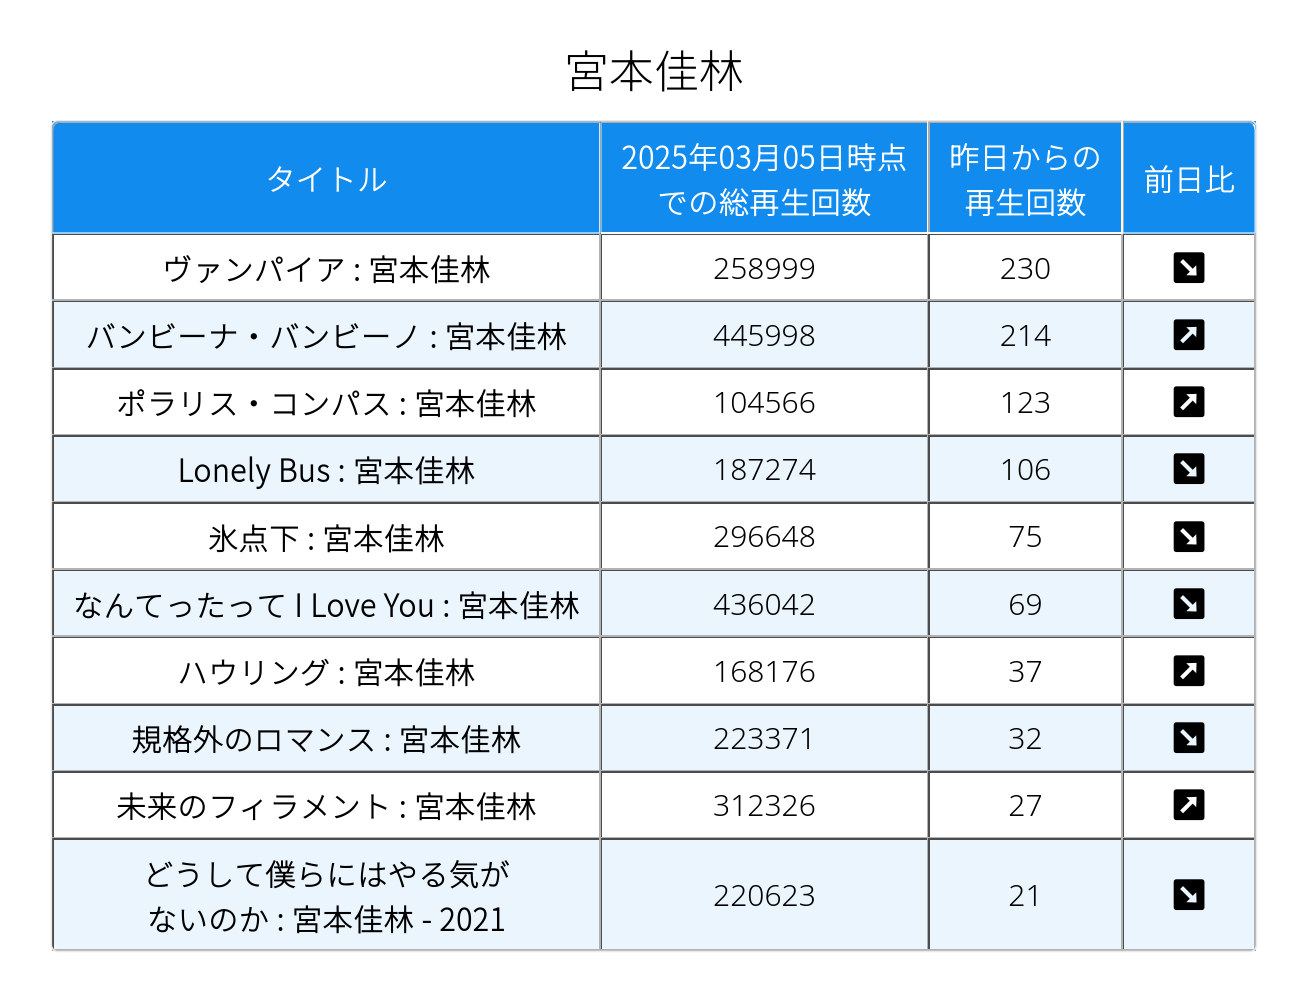 宮本佳林
タイトル
2025年03月05日時点
での総再生回数
昨日からの
再生回数
前日比
ヴァンパイア : 宮本佳林 258999 230 ↘
バンビーナ・バンビーノ : 宮本佳林 445998 214 ↗
ポラリス・コンパス : 宮本佳林 104566 123 ↗
Lonely Bus : 宮本佳林 187274 106 ↘
氷点下 : 宮本佳林 296648 75 ↘
なんてったって I Love You : 宮本佳林 436042 69 ↘
ハウリング : 宮本佳林 168176 37 ↗
規格外のロマンス : 宮本佳林 223371 32 ↘
未来のフィラメント : 宮本佳林 312326 27 ↗
どうして僕らにはやる気が
ないのか : 宮本佳林 - 2021 220623 21 ↘